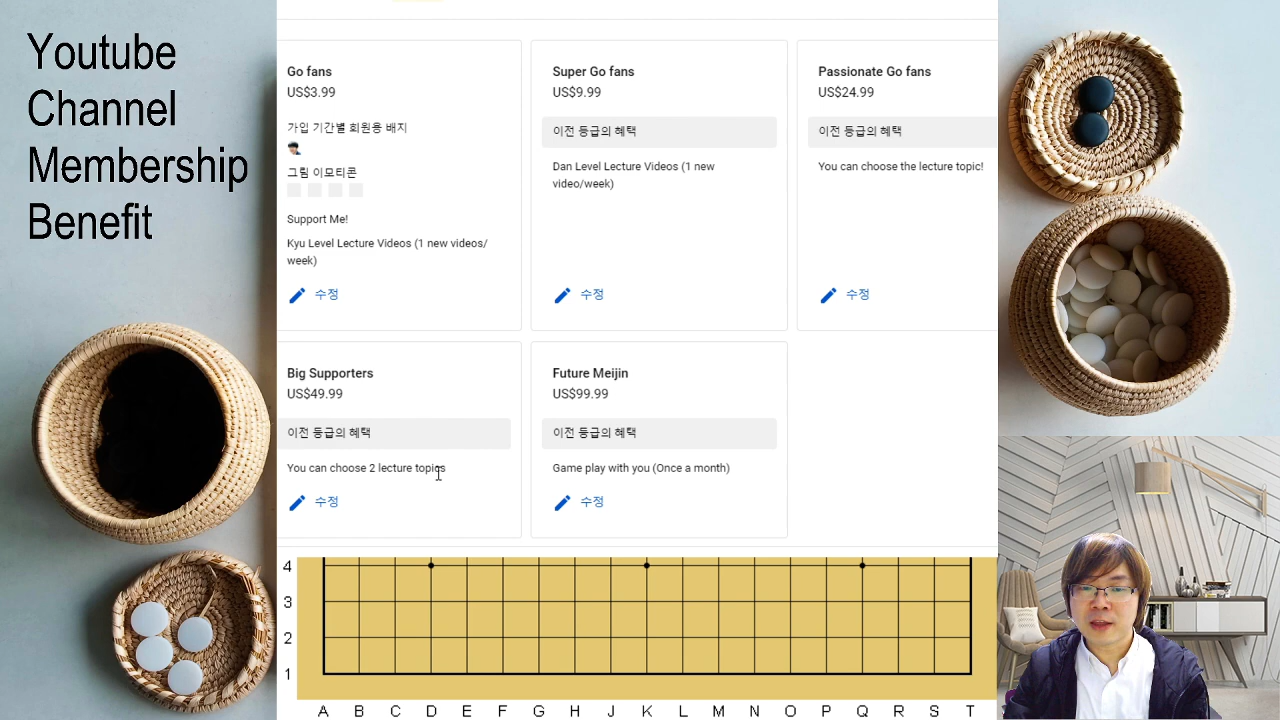 Youtube
Channel
Membership
Benefit
Go fans
US$3.99
가입 기간별 회원용 배지
그림 이모티콘
Support Me!
Kyu Level Lecture Videos (1 new videos/
week)
수정
Super Go fans
US$9.99
이전 등급의 혜택
Dan Level Lecture Videos (1 new
video/week)
수정
Passionate Go fans
US$24.99
이전 등급의 혜택
You can choose the lecture topic!
수정
Big Supporters
US$49.99
이전 등급의 혜택
You can choose 2 lecture topics
수정
Future Meijin
US$99.99
이전 등급의 혜택
Game play with you (Once a month)
수정
4
3
2
1
A B C D E F G H J K L M N O P Q R S T